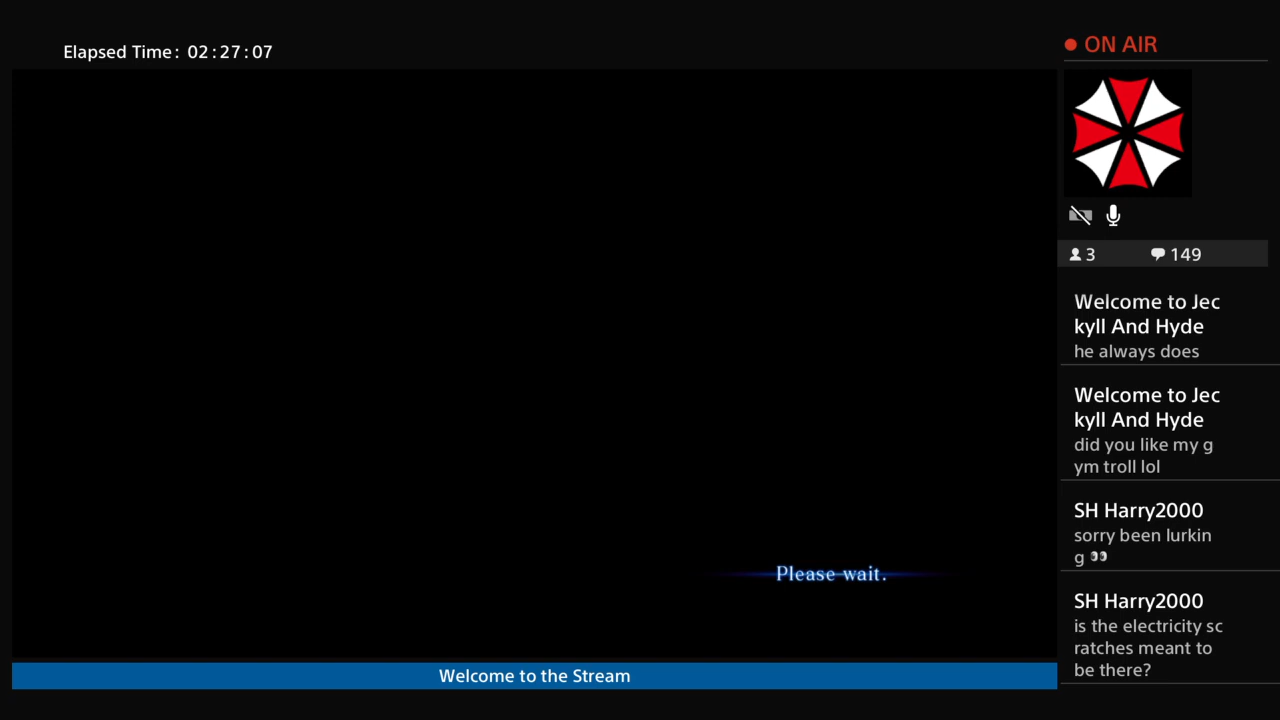 Elapsed Time: 02:27:07
ON AIR
3 149
Welcome to Jec
kyll And Hyde
he always does
Welcome to Jec
kyll And Hyde
did you like my g
ym troll lol
SH Harry2000
sorry been lurkin
g 👀
SH Harry2000
is the electricity sc
ratches meant to
be there?
Please wait.
Welcome to the Stream